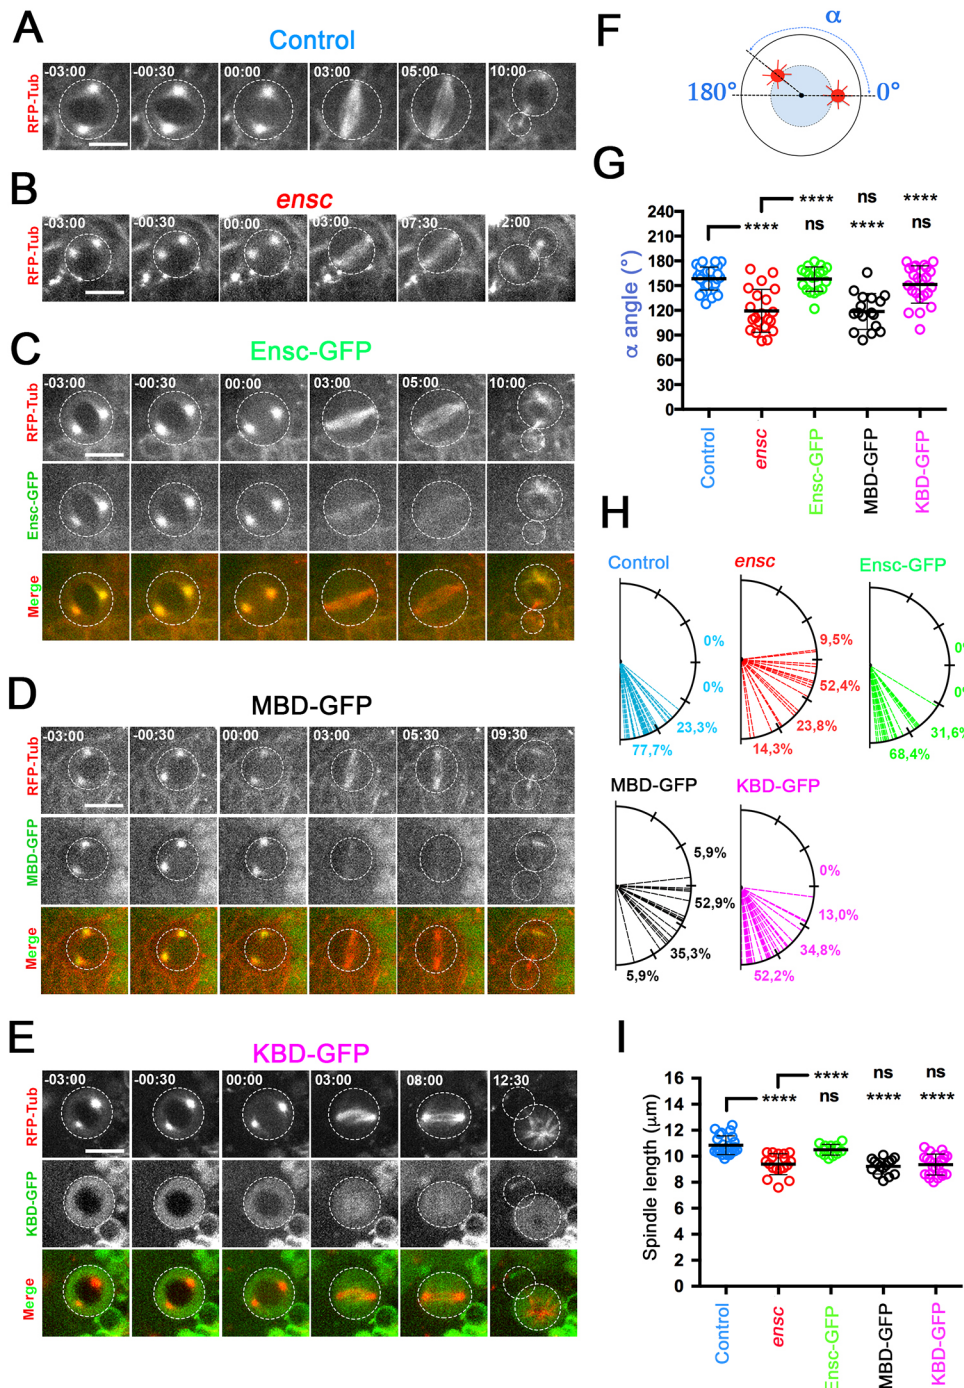 A
Control
RFP-Tub
-03:00 -00:30 00:00 03:00 05:00 10:00
B
ensc
RFP-Tub
-03:00 -00:30 00:00 03:00 07:30 12:00
C
Ensc-GFP
RFP-Tub
-03:00 -00:30 00:00 03:00 05:00 10:00
Ensc-GFP
Merge
D
MBD-GFP
RFP-Tub
-03:00 -00:30 00:00 03:00 05:30 09:30
MBD-GFP
Merge
E
KBD-GFP
RFP-Tub
-03:00 -00:30 00:00 03:00 08:00 12:30
KBD-GFP
Merge
F
α
180° 0°
G
**** ns ****
**** ns **** ns
α angle (°)
240
210
180
150
120
90
60
30
0
Control ensc Ensc-GFP MBD-GFP KBD-GFP
H
Control
0%
0%
23,3%
77,7%
ensc
9,5%
52,4%
23,8%
14,3%
Ensc-GFP
0%
0%
31,6%
68,4%
MBD-GFP
5,9%
52,9%
35,3%
5,9%
KBD-GFP
0%
13,0%
34,8%
52,2%
I
**** ns ns
**** ns **** ****
Spindle length (μm)
16
14
12
10
8
6
4
2
0
Control ensc Ensc-GFP MBD-GFP KBD-GFP